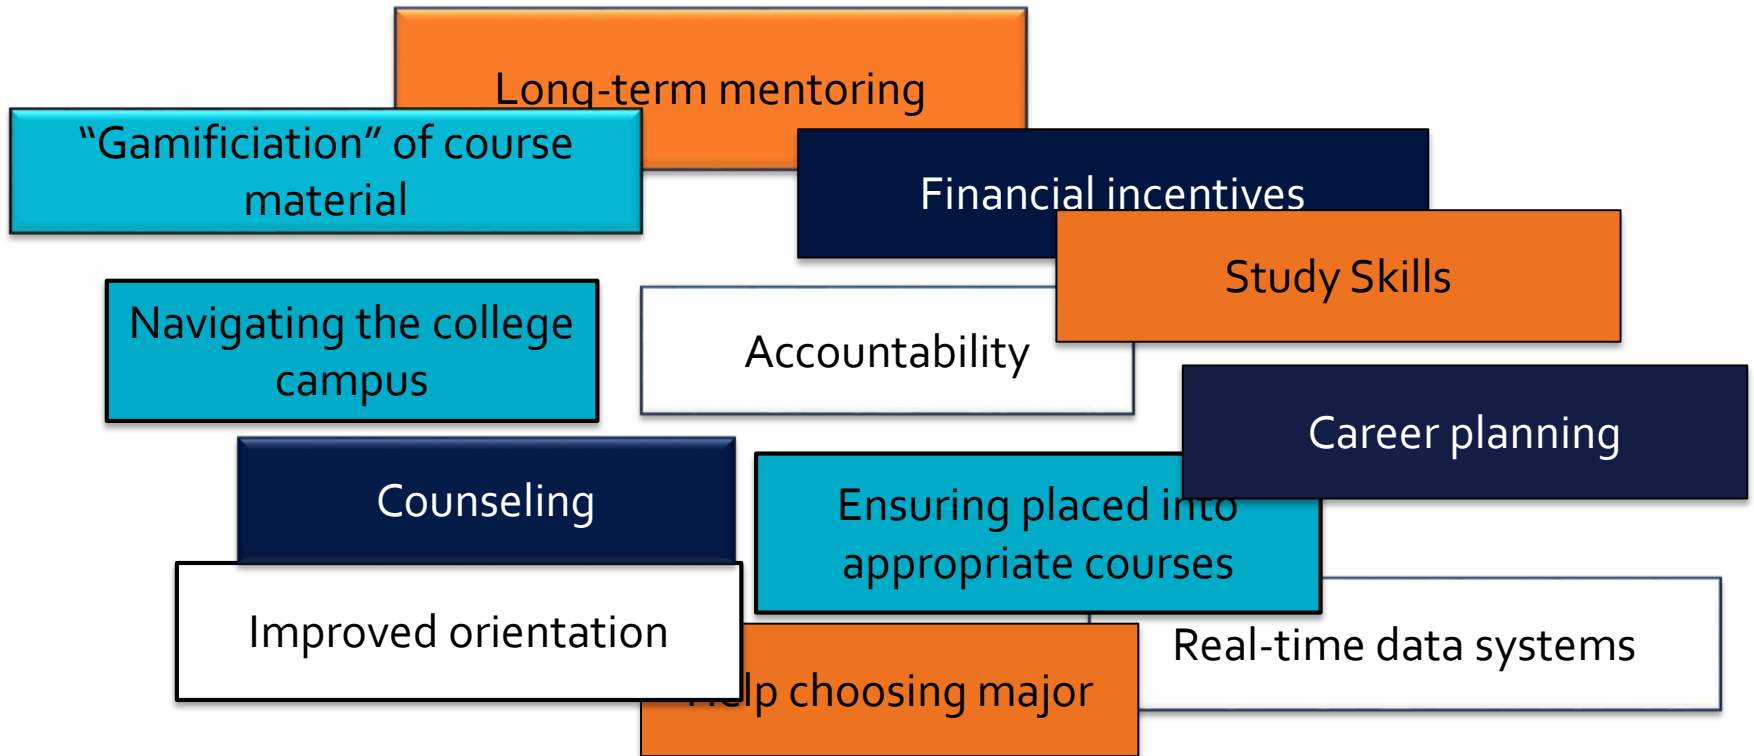 Long-term mentoring
“Gamificiation” of course
material
Financial incentives
Study Skills
Navigating the college
campus
Accountability
Career planning
Counseling
Ensuring placed into
appropriate courses
Improved orientation
Real-time data systems
Help choosing major